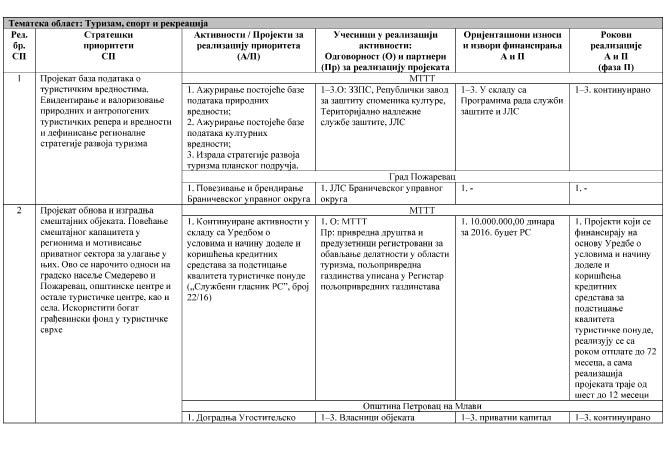 Тематска област: Туризам, спорт и рекреација
Ред. бр. СП
Стратешки приоритети СП
Активности / Пројекти за реализацију приоритета (А/П)
Учесници у реализацији активности: Одговорност (О) и партнери (Пр) за реализацију пројеката
Оријентациони износи и извори финансирања А и П
Рокови реализације А и П (фаза П)
1
Пројекат база података о
туристичким вредностима.
Евидентирање и валоризовање
природних и антропогених
туристичких репера и вредности
и дефинисање регионалне
стратегије развоја туризма
МТТТ
1. Ажурирање постојеће базе
података природних
вредности;
2. Ажурирање постојеће базе
података културних
вредности;
3. Израда стратегије развоја
туризма планског подручја.
1–3.О: ЗЗПС, Републички завод
за заштиту споменика културе,
Територијално надлежне
службе заштите, ЈЛС
1–3. У складу са
Програмима рада служби
заштите и ЈЛС
1–3. континуирано
Град Пожаревац
1. Повезивање и брендирање
Браничевског управног округа
1. ЈЛС Браничевског управног
округа
1. -
1. -
2
Пројекат обнова и изградња
смештајних објеката. Повећање
смештајног капацитета у
регионима и мотивисање
приватног сектора за улагање у
њих. Ово се нарочито односи на
градско насеље Смедерево и
Пожаревац, општинске центре и
остале туристичке центре, као и
села. Искористити богат
грађевински фонд у туристичке
сврхе
МТТТ
1. Континуиране активности у
складу са Уредбом о
условима и начину доделе и
коришћења кредитних
средстава за подстицање
квалитета туристичке понуде
(„Службени гласник РС”, број
22/16)
1. О: МТТТ
Пр: привредна друштва и
предузетници регистровани за
обављање делатности у области
туризма, пољопривредна
газдинства уписана у Регистар
пољопривредних газдинстава
1. 10.000.000,00 динара
за 2016. буџет РС
1. Пројекти који се
финансирају на
основу Уредбе о
условима и начину
доделе и
коришћења
кредитних
средстава за
подстицање
квалитета
туристичке понуде,
реализују се са
роком отплате до 72
месеца, а сама
реализација
пројеката траје од
шест до 12 месеци
Општина Петровац на Млави
1. Доградња Угоститељско
1–3. Власници објеката
1–3. приватни капитал
1–3. континуирано